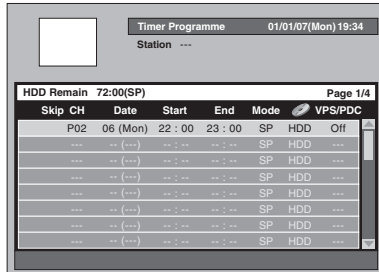 Timer Programme 01/01/07(Mon) 19:34
Station ---
HDD Remain 72:00(SP) Page 1/4
Skip CH Date Start End Mode VPS/PDC
P02 06 (Mon) 22 : 00 23 : 00 SP HDD Off
--- -- (---) -- : -- -- : -- SP HDD ---
--- -- (---) -- : -- -- : -- SP HDD ---
--- -- (---) -- : -- -- : -- SP HDD ---
--- -- (---) -- : -- -- : -- SP HDD ---
--- -- (---) -- : -- -- : -- SP HDD ---
--- -- (---) -- : -- -- : -- SP HDD ---
--- -- (---) -- : -- -- : -- SP HDD ---